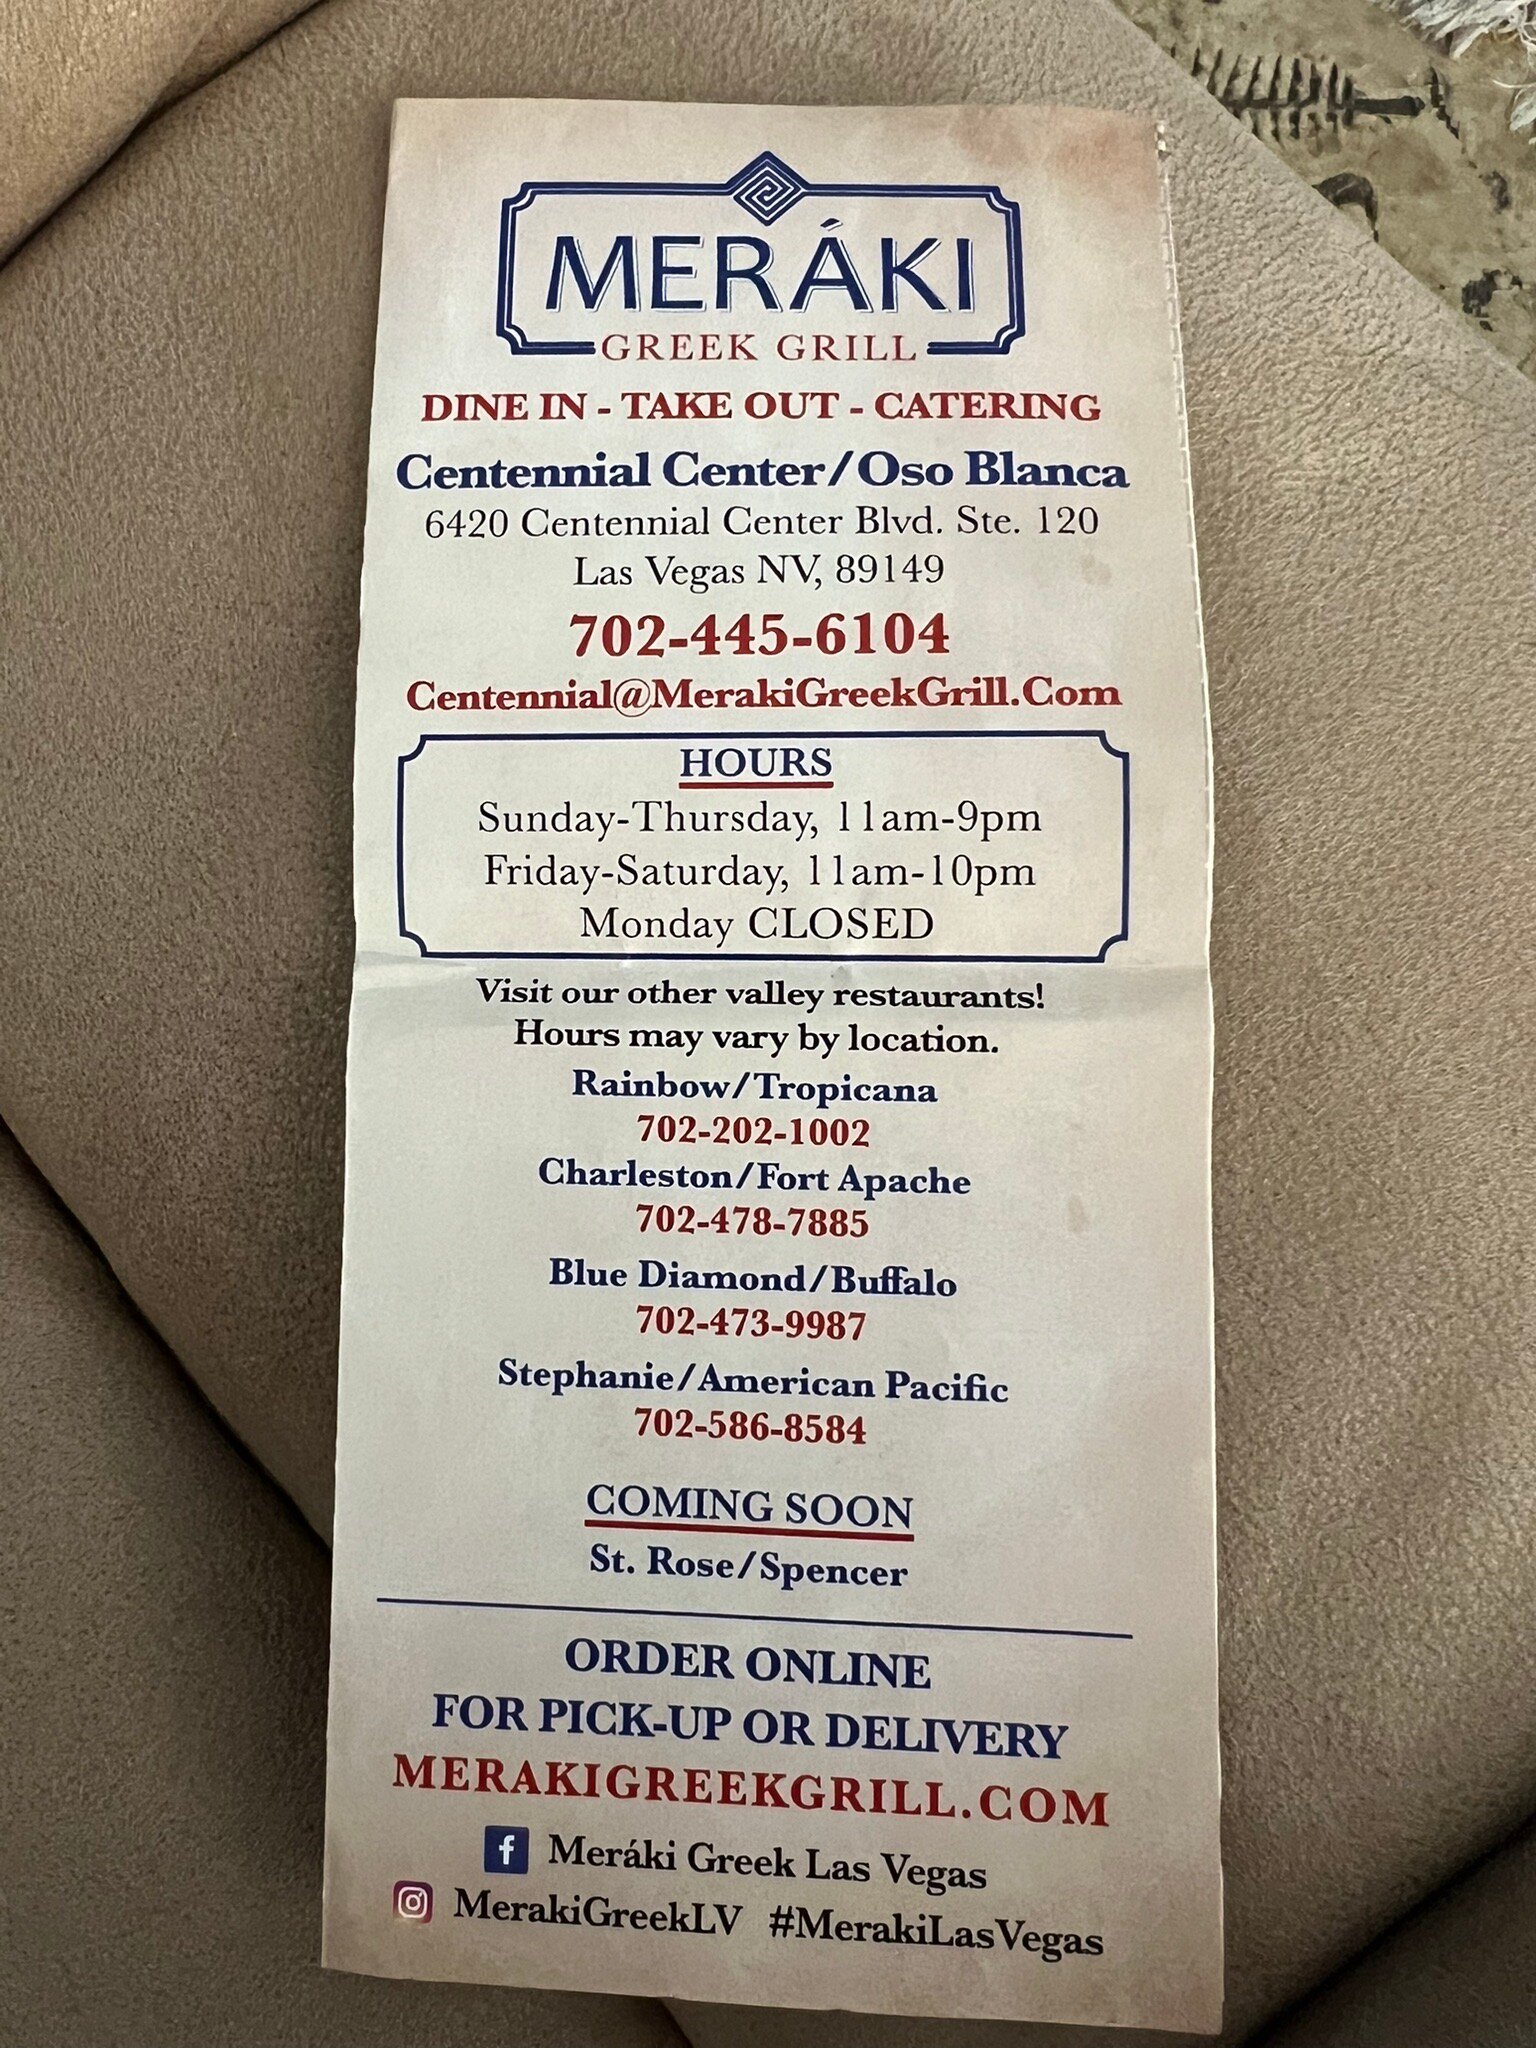 MERÁKI
GREEK GRILL
DINE IN - TAKE OUT - CATERING
Centennial Center/Oso Blanca
6420 Centennial Center Blvd. Ste. 120
Las Vegas NV, 89149
702-445-6104
Centennial@MerakiGreekGrill.Com
HOURS
Sunday-Thursday, 11am-9pm
Friday-Saturday, 11am-10pm
Monday CLOSED
Visit our other valley restaurants!
Hours may vary by location.
Rainbow/Tropicana
702-202-1002
Charleston/Fort Apache
702-478-7885
Blue Diamond/Buffalo
702-473-9987
Stephanie/American Pacific
702-586-8584
COMING SOON
St. Rose/Spencer
ORDER ONLINE
FOR PICK-UP OR DELIVERY
MERAKIGREEKGRILL.COM
f Meráki Greek Las Vegas
MerakiGreekLV #MerakiLasVegas